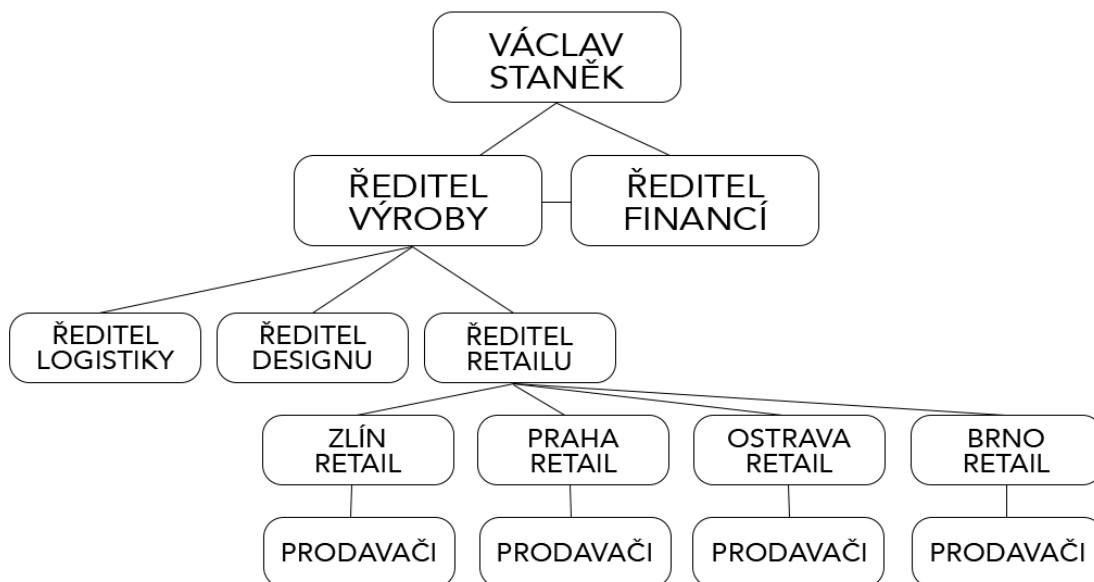 VÁCLAV
STANĚK
ŘEDITEL
VÝROBY
ŘEDITEL
FINANCÍ
ŘEDITEL
LOGISTIKY
ŘEDITEL
DESIGNU
ŘEDITEL
RETAILU
ZLÍN
RETAIL
PRAHA
RETAIL
OSTRAVA
RETAIL
BRNO
RETAIL
PRODAVAČI
PRODAVAČI
PRODAVAČI
PRODAVAČI